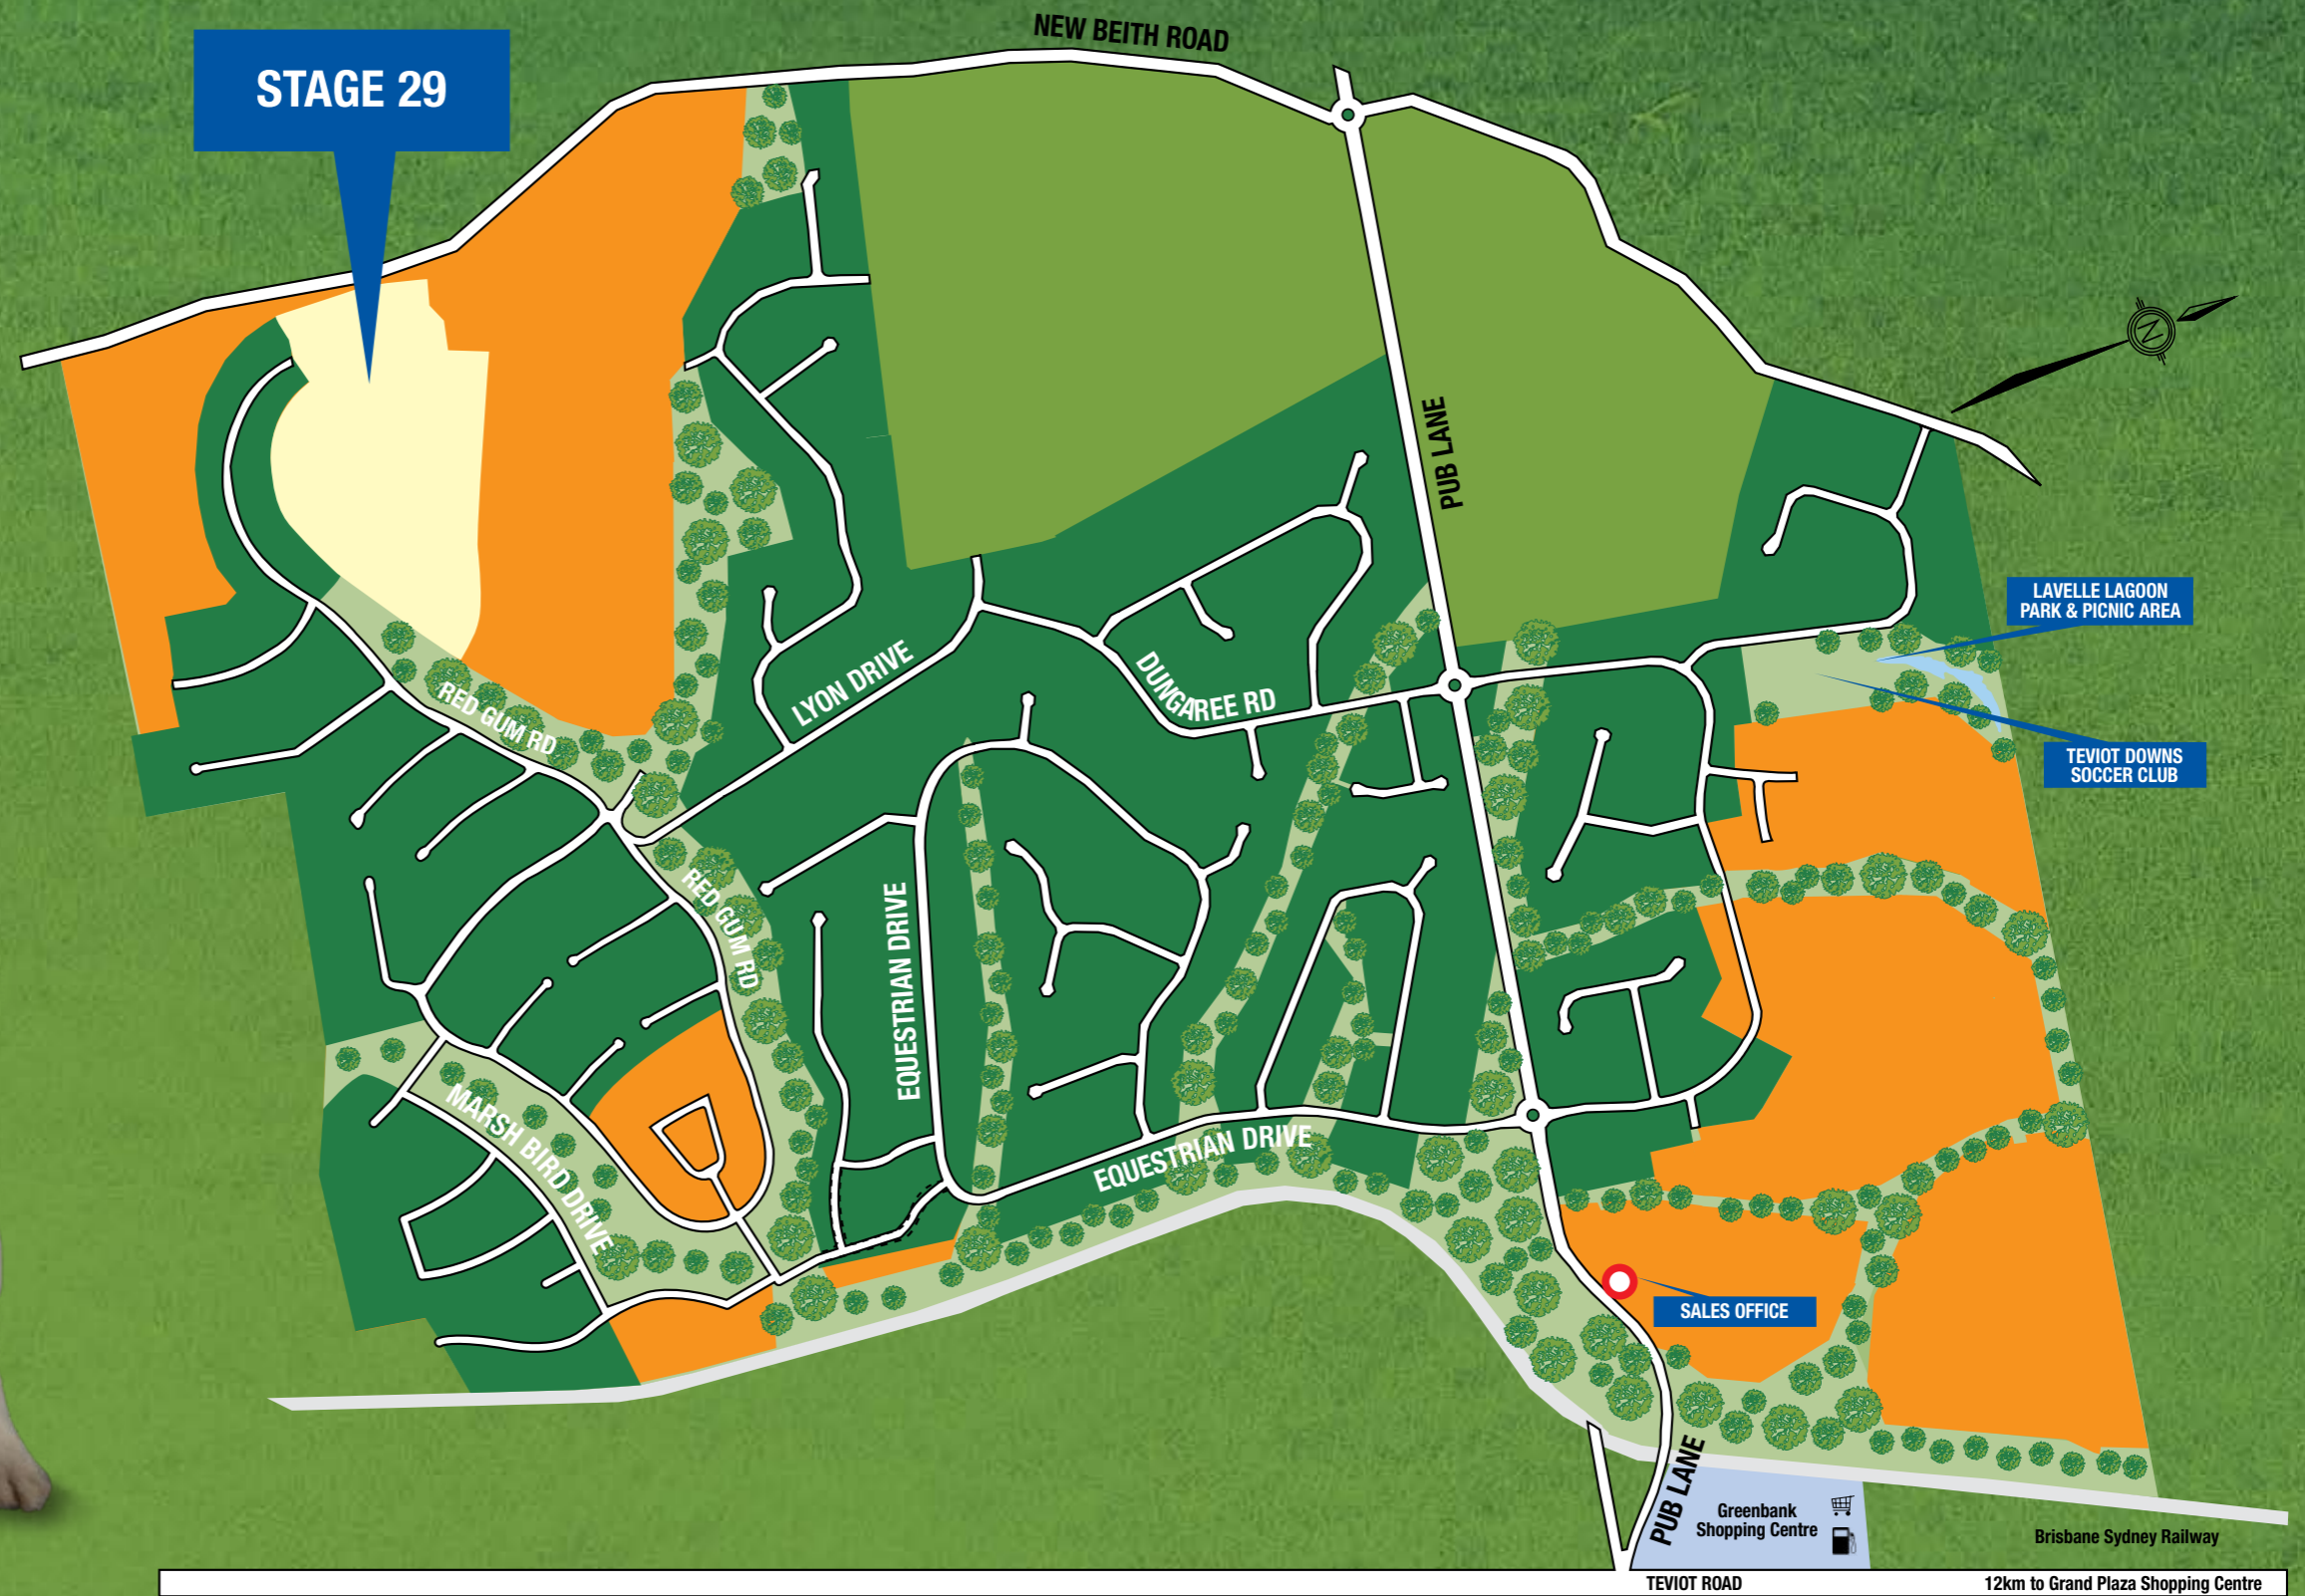 NEW BEITH ROAD
STAGE 29
PUB LANE
LAVELLE LAGOON
PARK & PICNIC AREA
LYON DRIVE
DUNGAREE RD
RED GUM RD
TEVIOT DOWNS
SOCCER CLUB
RED GUM RD
EQUESTRIAN DRIVE
MARSH BIRD DRIVE
EQUESTRIAN DRIVE
SALES OFFICE
PUB LANE
Greenbank
Shopping Centre
Brisbane Sydney Railway
TEVIOT ROAD
12km to Grand Plaza Shopping Centre
N